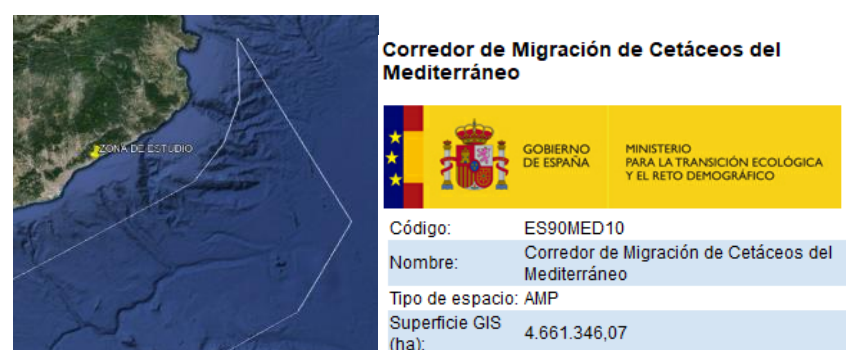 ZONA DE ESTUDIO
Corredor de Migración de Cetáceos del
Mediterráneo
GOBIERNO
DE ESPAÑA
MINISTERIO
PARA LA TRANSICIÓN ECOLÓGICA
Y EL RETO DEMOGRÁFICO
Código: ES90MED10
Nombre: Corredor de Migración de Cetáceos del
Mediterráneo
Tipo de espacio: AMP
Superficie GIS
(ha): 4.661.346,07